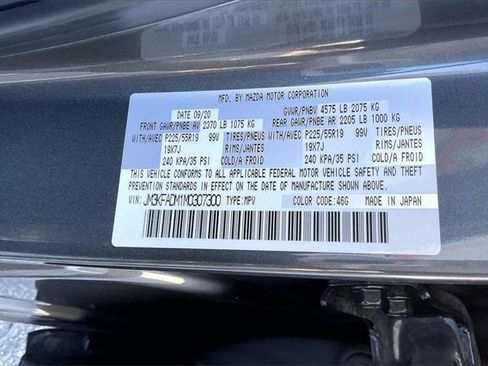 MFD. BY MAZDA MOTOR CORPORATION
DATE 09/20 GVWR/PNBV 4575 LB 2075 KG
FRONT GAWR/PNBE AV 2370 LB 1075 KG REAR GAWR/PNBE AR 2205 LB 1000 KG
WITH/AVEC P225/55R19 99V TIRES/PNEUS WITH/AVEC P225/55R19 99V TIRES/PNEUS
19X7J RIMS/JANTES 19X7J RIMS/JANTES
240 KPA/35 PSI COLD/A FROID 240 KPA/35 PSI COLD/A FROID
THIS VEHICLE CONFORMS TO ALL APPLICABLE FEDERAL MOTOR VEHICLE SAFETY AND THEFT
PREVENTION STANDARDS IN EFFECT ON THE DATE OF MANUFACTURE SHOWN ABOVE.
VIN: JM3KFADM1M0307300 TYPE: MPV COLOR CODE: 46G MADE IN JAPAN